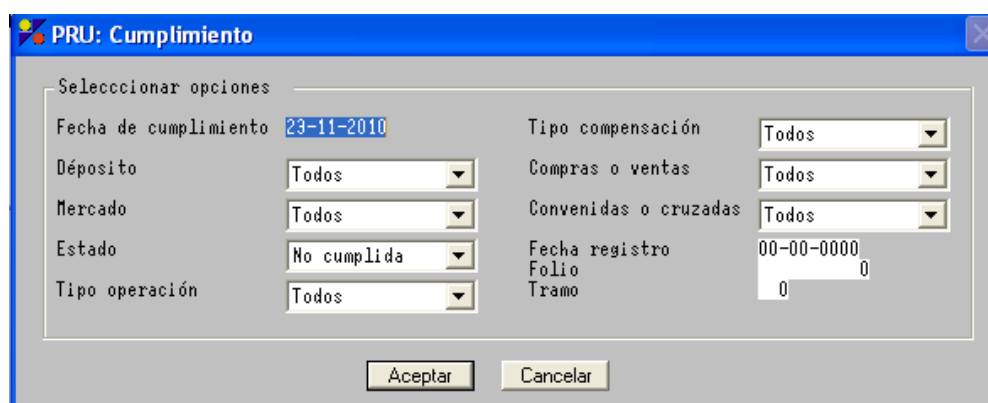 PRU: Cumplimiento
Selecccionar opciones
Fecha de cumplimiento 23-11-2010
Tipo compensación Todos
Déposito Todos
Compras o ventas Todos
Mercado Todos
Convenidas o cruzadas Todos
Estado No cumplida
Fecha registro 00-00-0000
Folio 0
Tipo operación Todos
Tramo 0
Aceptar Cancelar